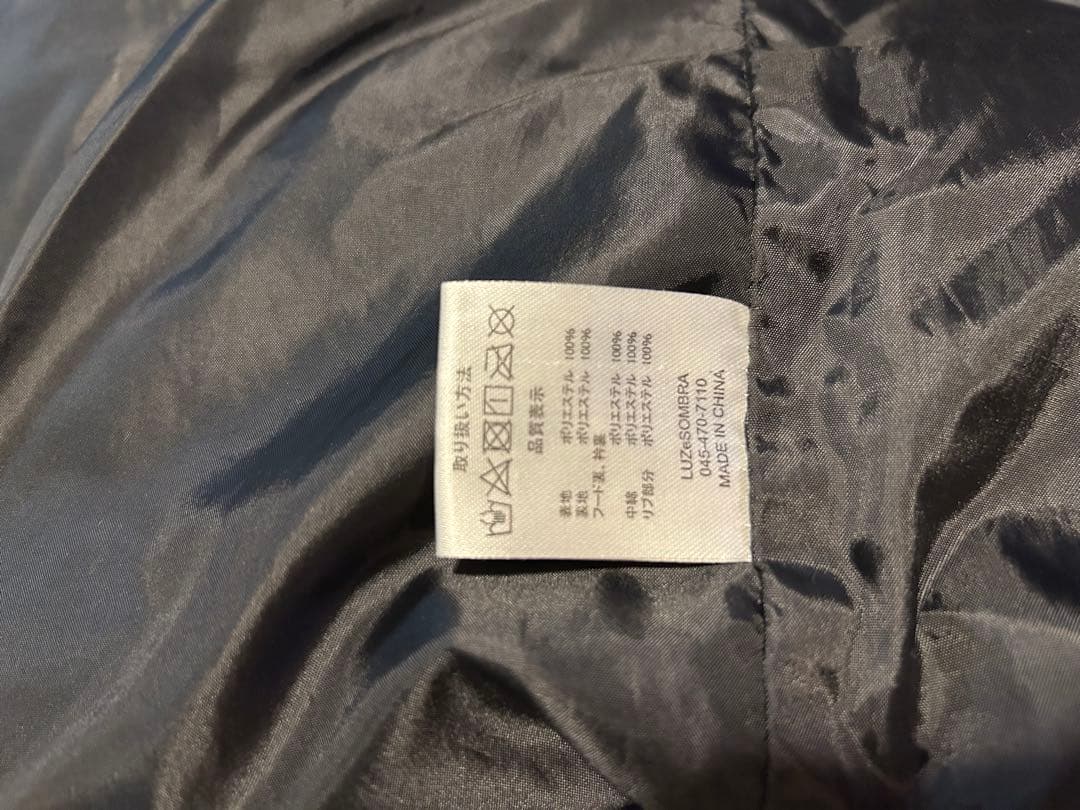 取り扱い方法
品質表示
表地 ポリエステル 100%
裏地 ポリエステル 100%
フード裏、衿裏
ポリエステル 100%
中綿 ポリエステル 100%
リブ部分 ポリエステル 100%
LUZeSOMBRA
045-470-7110
MADE IN CHINA